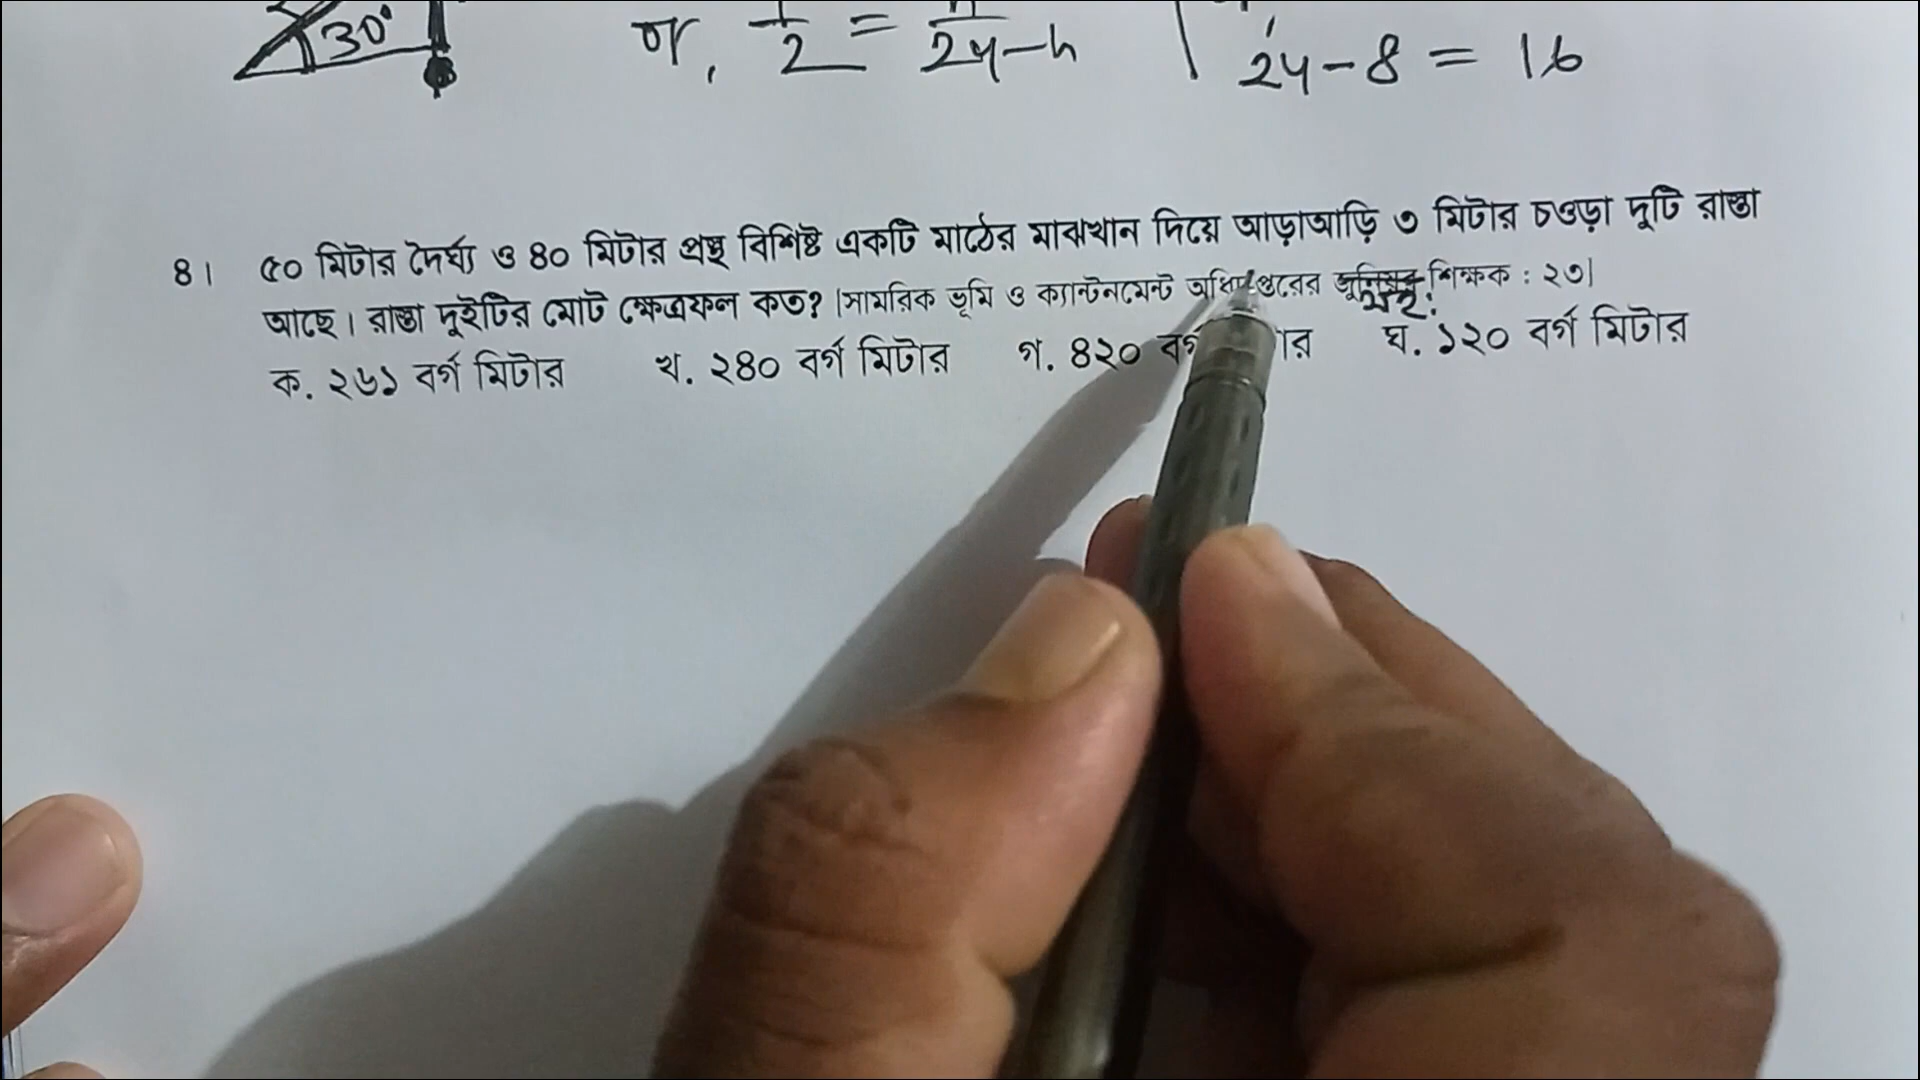 30°
বা, 1/2 = h/24-h
24-8 = 16
৪। ৫০ মিটার দৈর্ঘ্য ও ৪০ মিটার প্রস্থ বিশিষ্ট একটি মাঠের মাঝখান দিয়ে আড়াআড়ি ৩ মিটার চওড়া দুটি রাস্তা
আছে। রাস্তা দুইটির মোট ক্ষেত্রফল কত? [সামরিক ভূমি ও ক্যান্টনমেন্ট শিক্ষক : ২৩]
ক. ২৬১ বর্গ মিটার খ. ২৪০ বর্গ মিটার গ. ৪২০ ঘ. ১২০ বর্গ মিটার